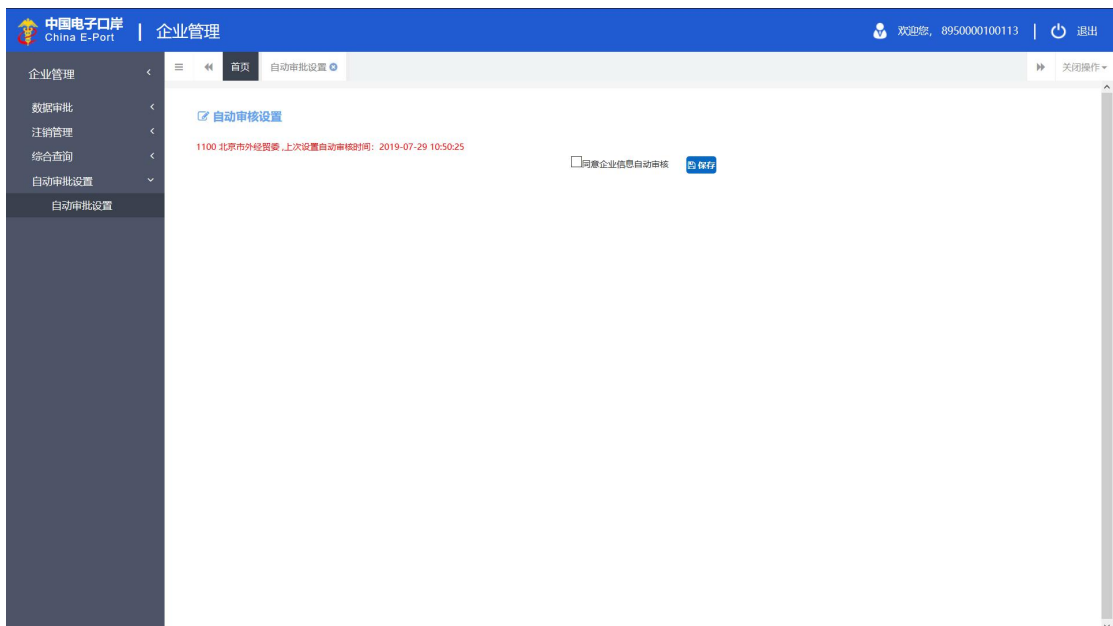 中国电子口岸
China E-Port
企业管理
欢迎您, 8950000100113
退出
企业管理
首页
自动审批设置
关闭操作
数据审批
注销管理
综合查询
自动审批设置
自动审批设置
自动审核设置
1100 北京市外经贸委 ,上次设置自动审核时间: 2019-07-29 10:50:25
同意企业信息自动审核
保存